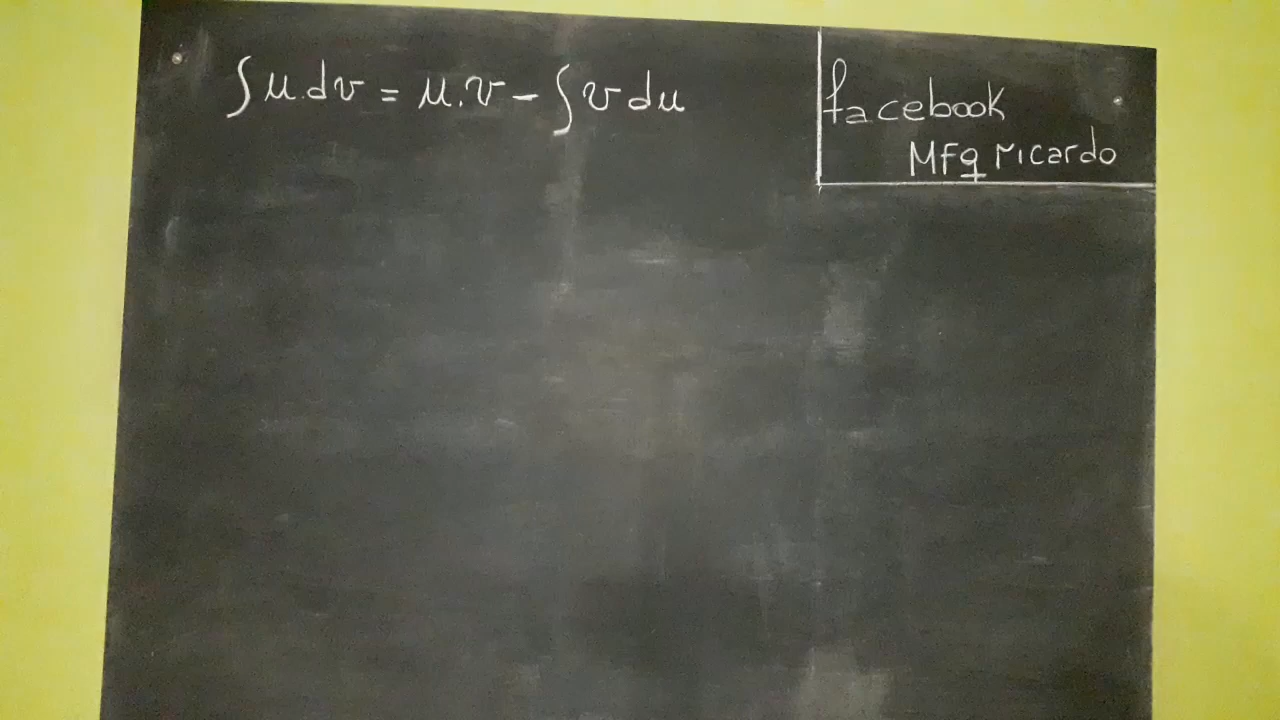 ∫ u.dv = u.v - ∫ v du
facebook
MFq ricardo